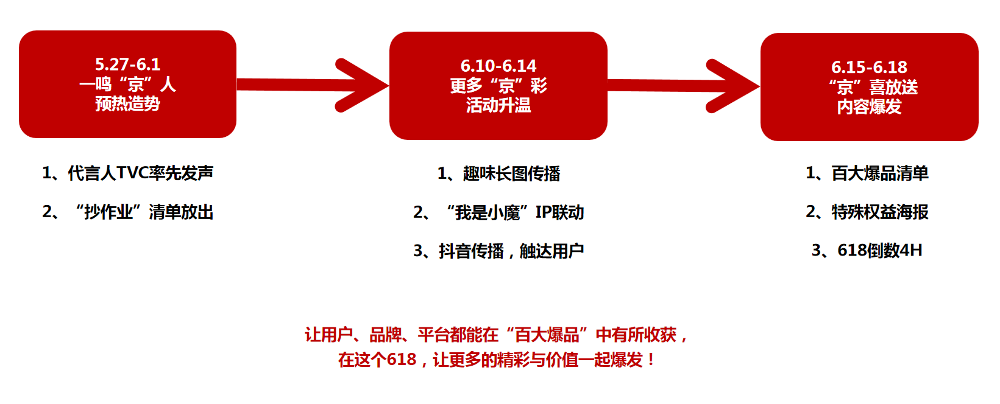 5.27-6.1
一鸣“京”人
预热造势
1、代言人TVC率先发声
2、“抄作业”清单放出
6.10-6.14
更多“京”彩
活动升温
1、趣味长图传播
2、“我是小魔”IP联动
3、抖音传播，触达用户
6.15-6.18
“京”喜放送
内容爆发
1、百大爆品清单
2、特殊权益海报
3、618倒数4H
让用户、品牌、平台都能在“百大爆品”中有所收获，
在这个618，让更多的精彩与价值一起爆发！